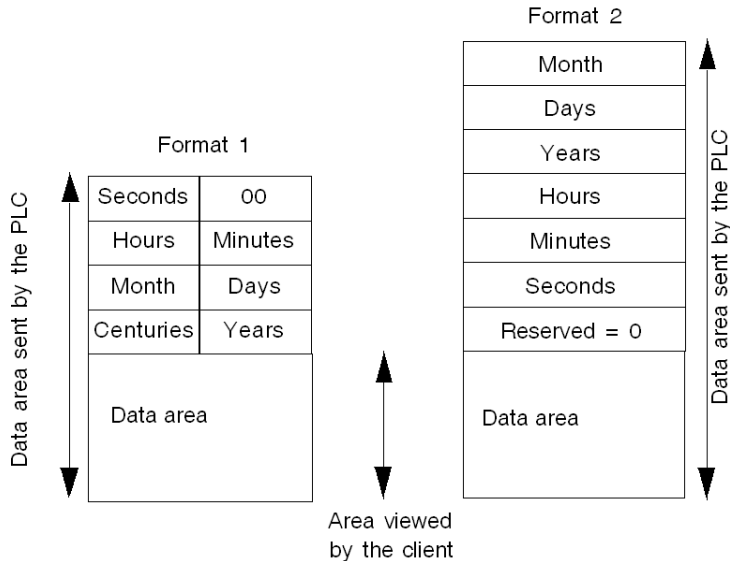 Format 1
Data area sent by the PLC
Seconds 00
Hours Minutes
Month Days
Centuries Years
Data area
Area viewed
by the client
Format 2
Month
Days
Years
Hours
Minutes
Seconds
Reserved = 0
Data area
Data area sent by the PLC